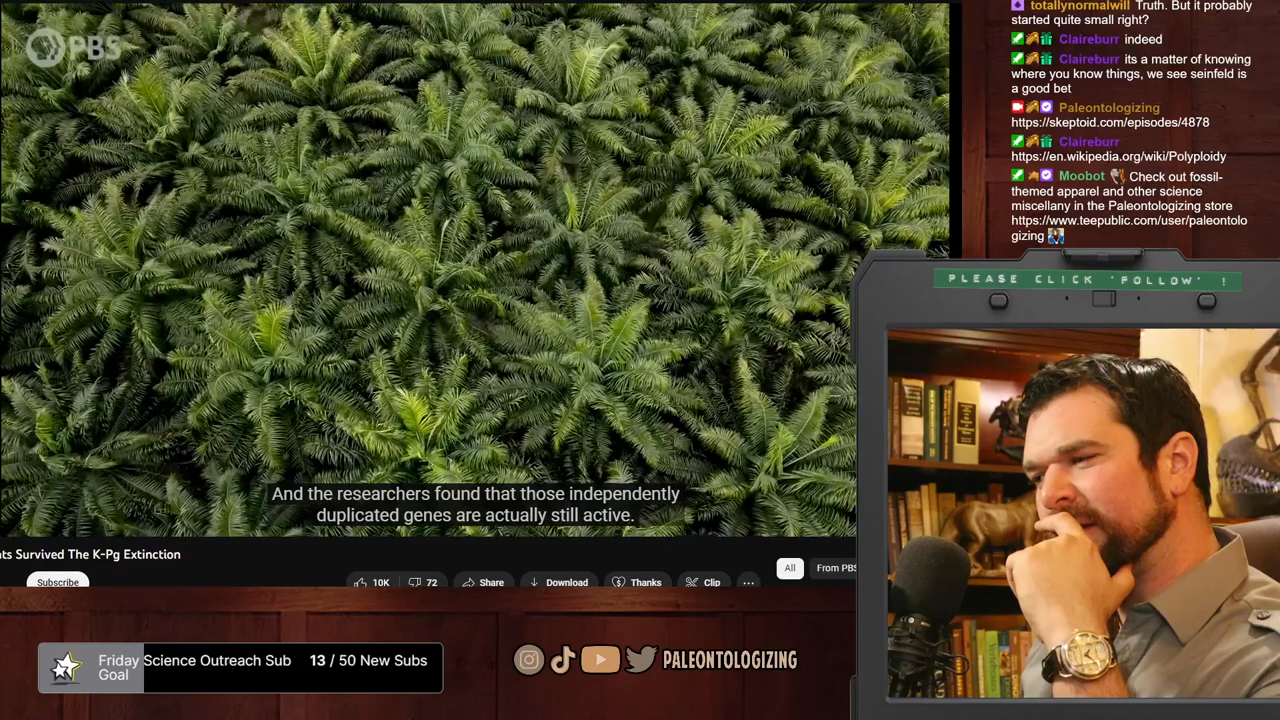 PBS
totallynormalwill Truth. But it probably
started quite small right?
Claireburr indeed
Claireburr its a matter of knowing
where you know things, we see seinfeld is
a good bet
Paleontologizing
https://skeptoid.com/episodes/4878
Claireburr
https://en.wikipedia.org/wiki/Polyploidy
Moobot Check out fossil-
themed apparel and other science
miscellany in the Paleontologizing store
https://www.teepublic.com/user/paleontolo
gizing
PLEASE CLICK 'FOLLOW' !
And the researchers found that those independently
duplicated genes are actually still active.
ts Survived The K-Pg Extinction
Subscribe
10K
72
Share
Download
Thanks
Clip
...
All
From PBS
Friday Science Outreach Sub
Goal
13 / 50 New Subs
PALEONTOLOGIZING